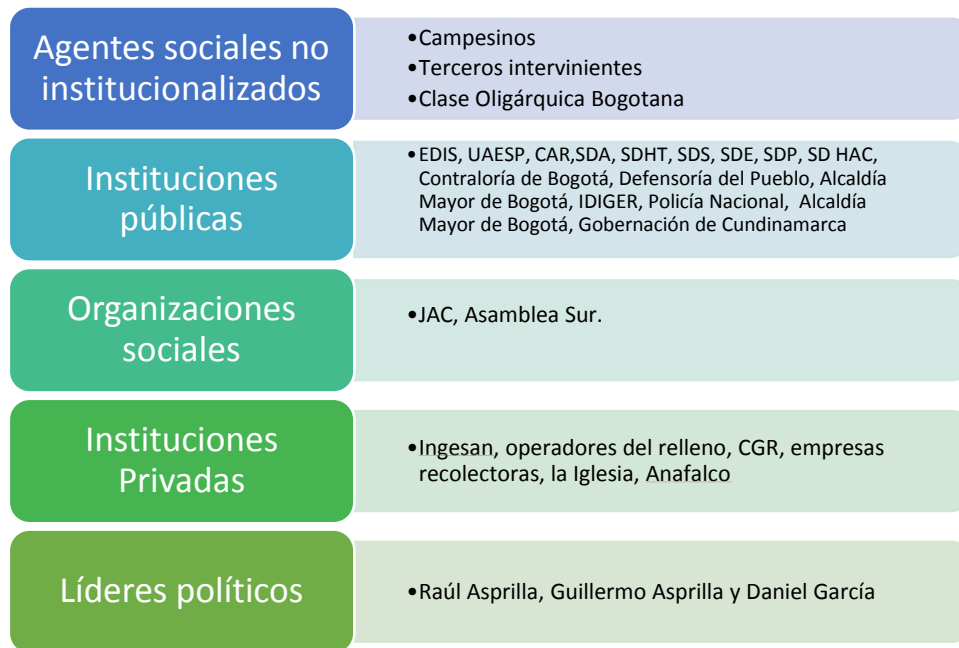 Agentes sociales no
institucionalizados
•Campesinos
•Terceros intervinientes
•Clase Oligárquica Bogotana
Instituciones
públicas
•EDIS, UAESP, CAR,SDA, SDHT, SDS, SDE, SDP, SD HAC,
Contraloría de Bogotá, Defensoría del Pueblo, Alcaldía
Mayor de Bogotá, IDIGER, Policía Nacional, Alcaldía
Mayor de Bogotá, Gobernación de Cundinamarca
Organizaciones
sociales
•JAC, Asamblea Sur.
Instituciones
Privadas
•Ingesan, operadores del relleno, CGR, empresas
recolectoras, la Iglesia, Anafalco
Líderes políticos
•Raúl Asprilla, Guillermo Asprilla y Daniel García